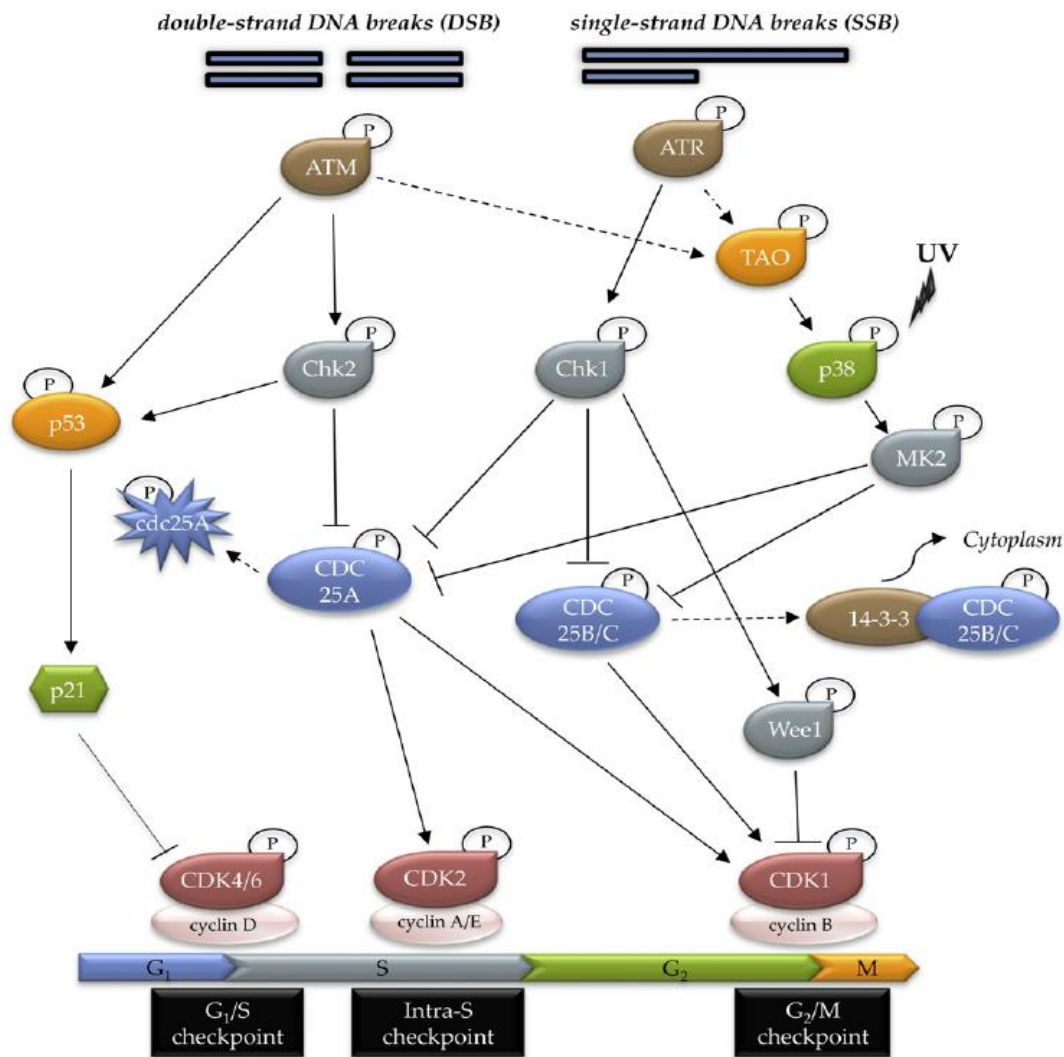 double-strand DNA breaks (DSB)
single-strand DNA breaks (SSB)
P
ATM
P
ATR
P
TAO
UV
P
Chk2
P
Chk1
P
p38
P
p53
P
MK2
P
cdc25A
P
CDC
25A
P
CDC
25B/C
Cytoplasm
14-3-3
P
CDC
25B/C
p21
P
Wee1
P
CDK4/6
cyclin D
P
CDK2
cyclin A/E
P
CDK1
cyclin B
G₁
S
G₂
M
G₁/S
checkpoint
Intra-S
checkpoint
G₂/M
checkpoint